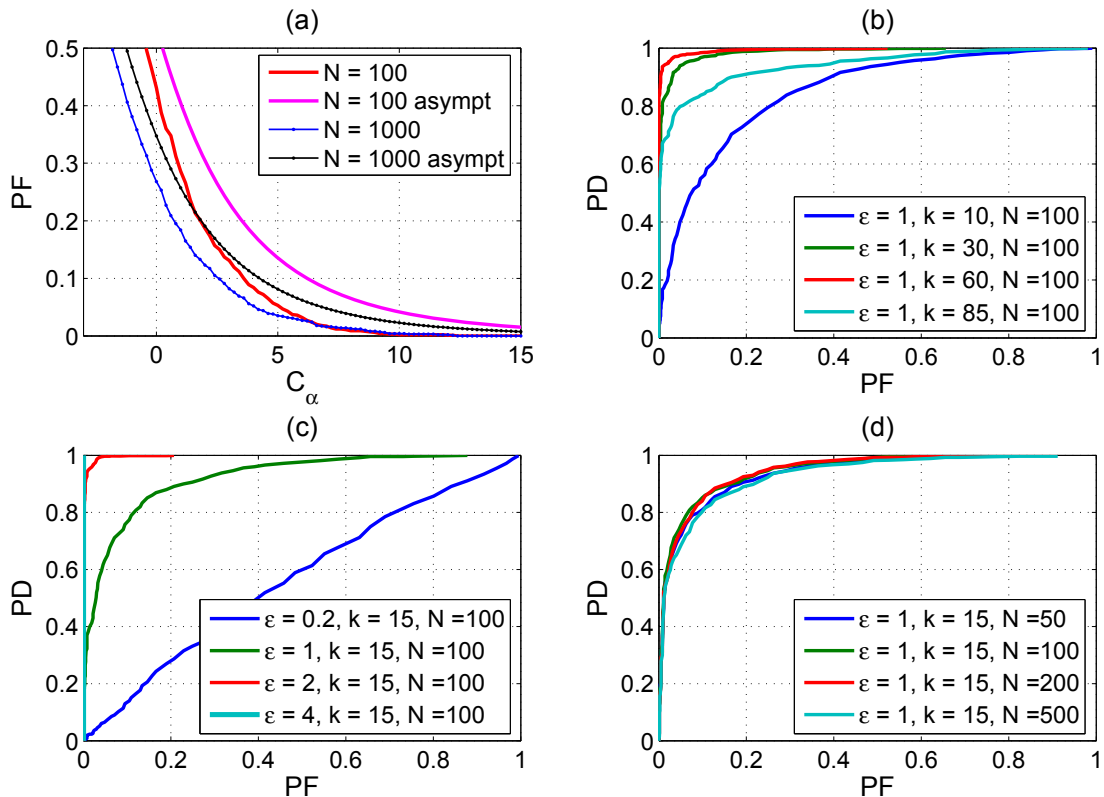 (a)
PF
0.5
0.4
0.3
0.2
0.1
0
0
5
10
15
Cα
N = 100
N = 100 asympt
N = 1000
N = 1000 asympt
(b)
PD
1
0.8
0.6
0.4
0.2
0
0
0.2
0.4
0.6
0.8
1
PF
ε = 1, k = 10, N =100
ε = 1, k = 30, N =100
ε = 1, k = 60, N =100
ε = 1, k = 85, N =100
(c)
PD
1
0.8
0.6
0.4
0.2
0
0
0.2
0.4
0.6
0.8
1
PF
ε = 0.2, k = 15, N =100
ε = 1, k = 15, N =100
ε = 2, k = 15, N =100
ε = 4, k = 15, N =100
(d)
PD
1
0.8
0.6
0.4
0.2
0
0
0.2
0.4
0.6
0.8
1
PF
ε = 1, k = 15, N =50
ε = 1, k = 15, N =100
ε = 1, k = 15, N =200
ε = 1, k = 15, N =500